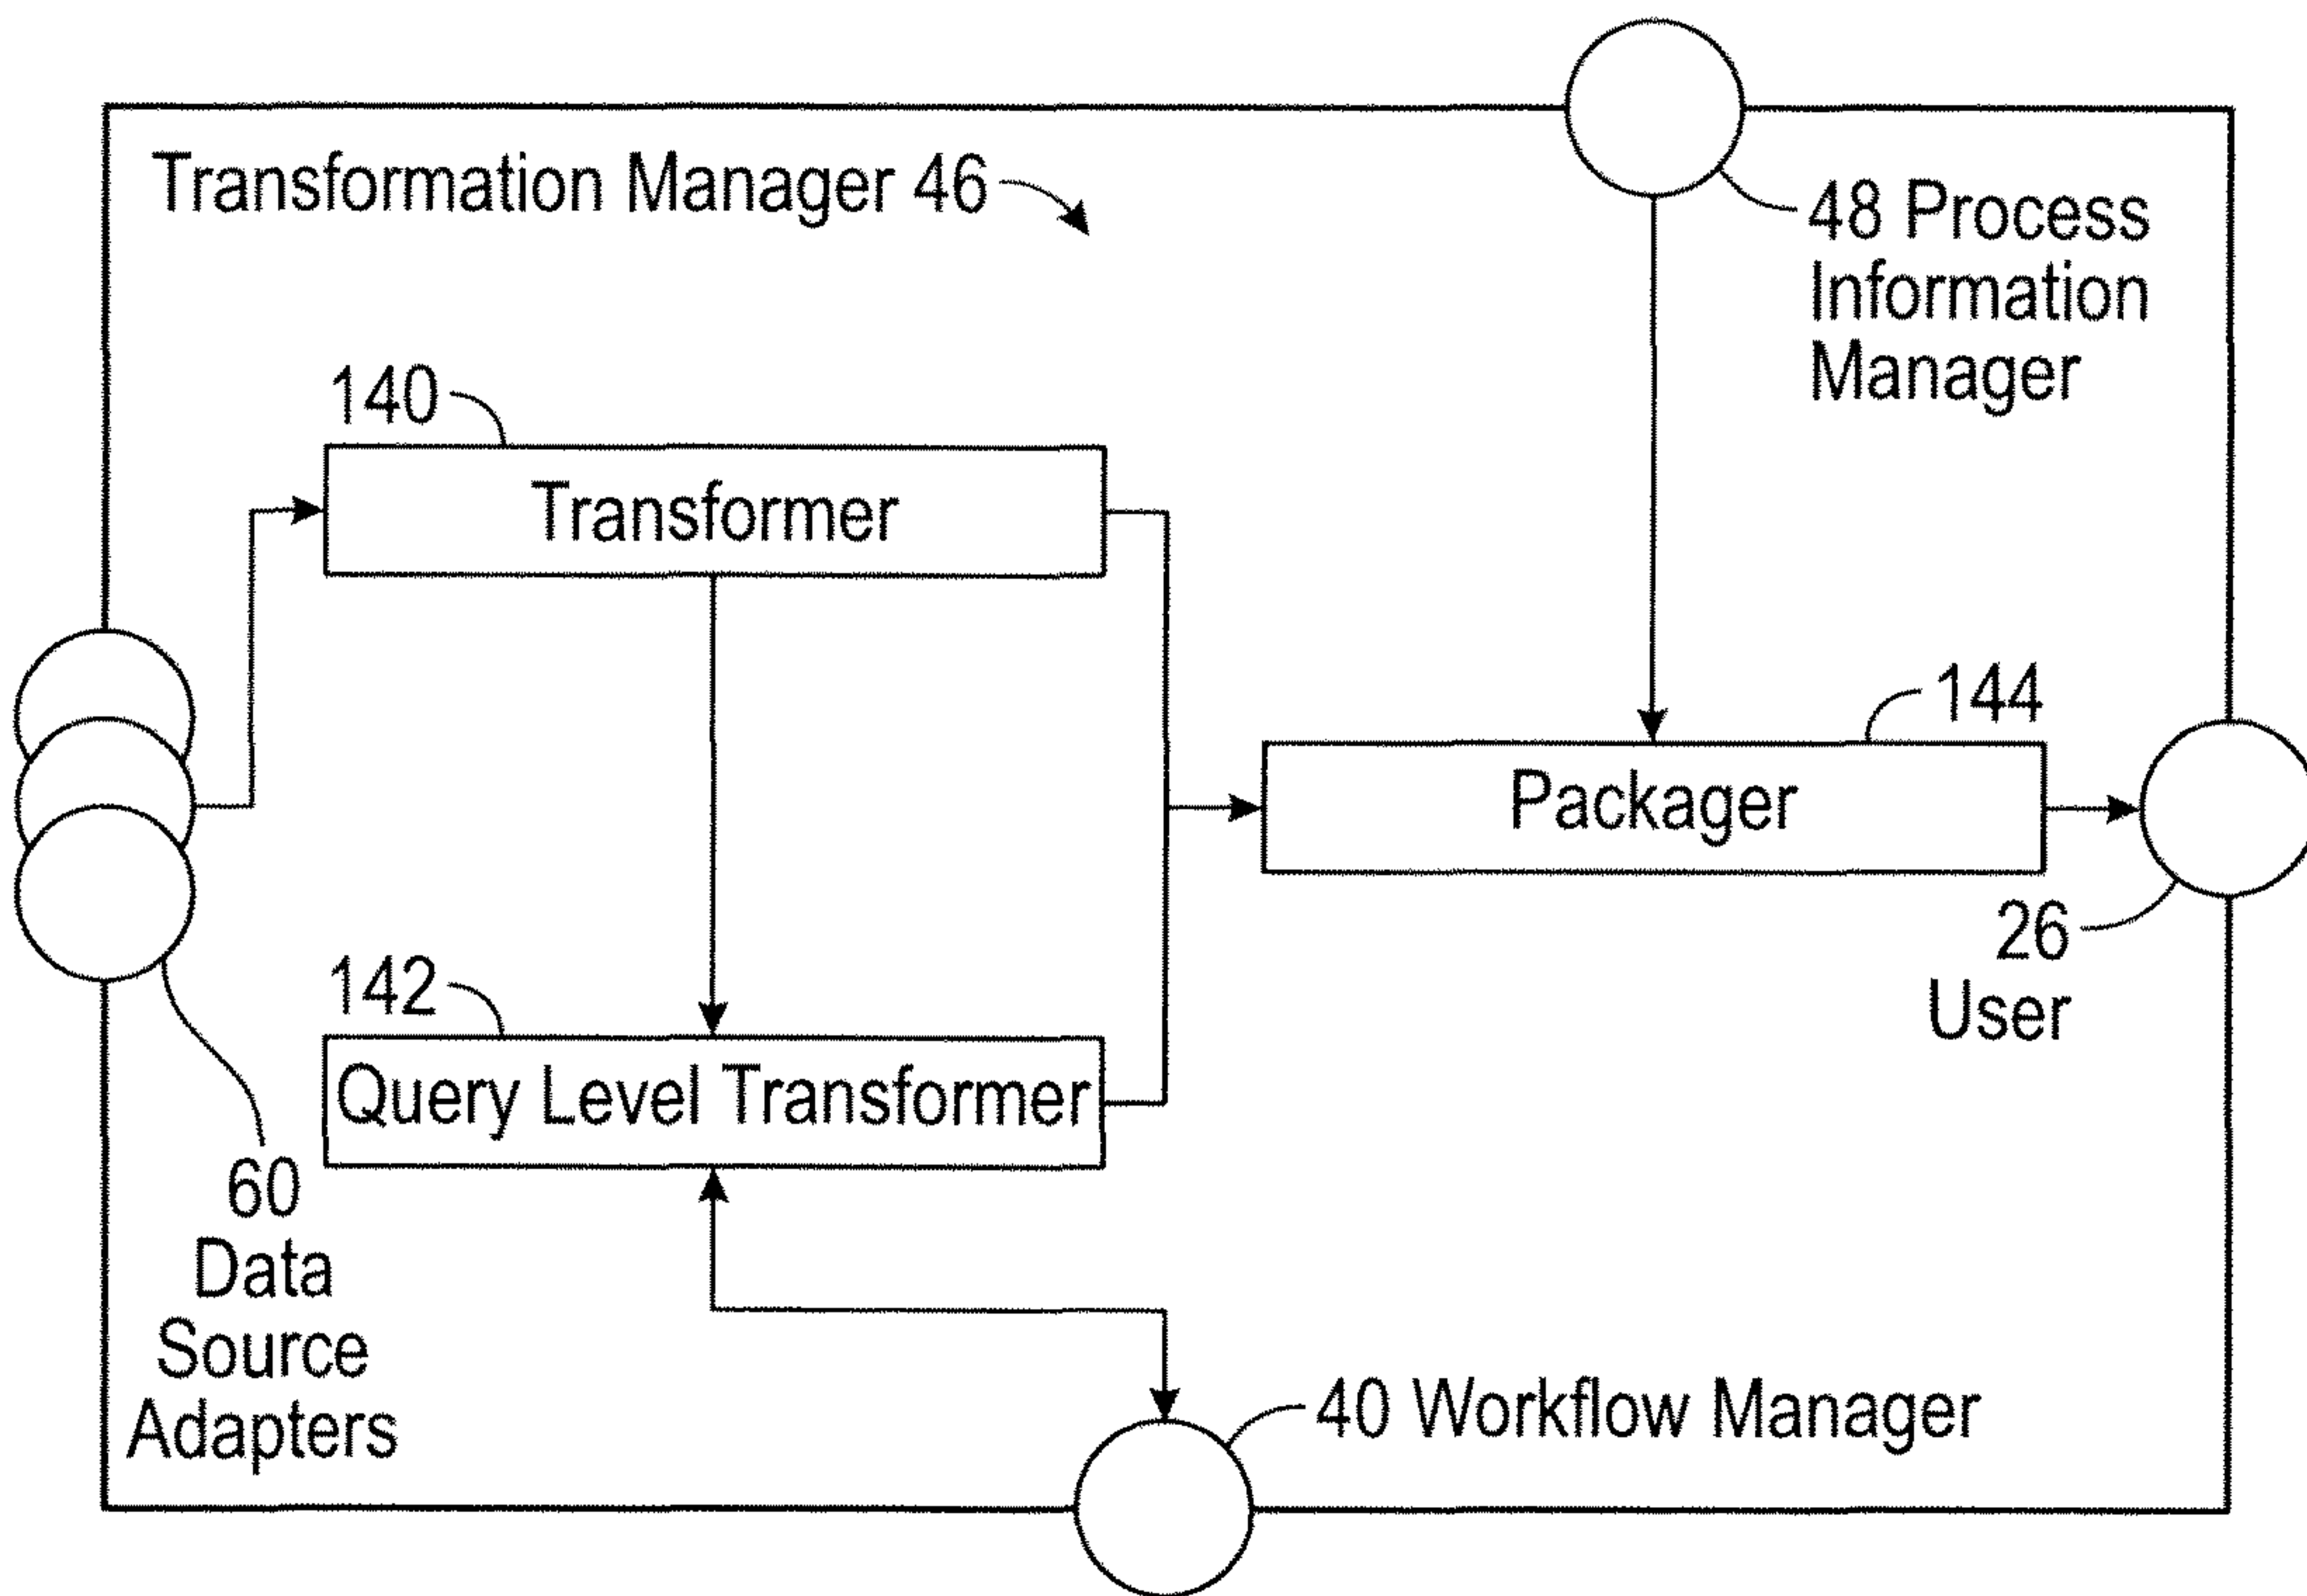 Transformation Manager 46
48 Process
Information
Manager
140
Transformer
144
Packager
26
User
142
Query Level Transformer
60
Data
Source
Adapters
40 Workflow Manager